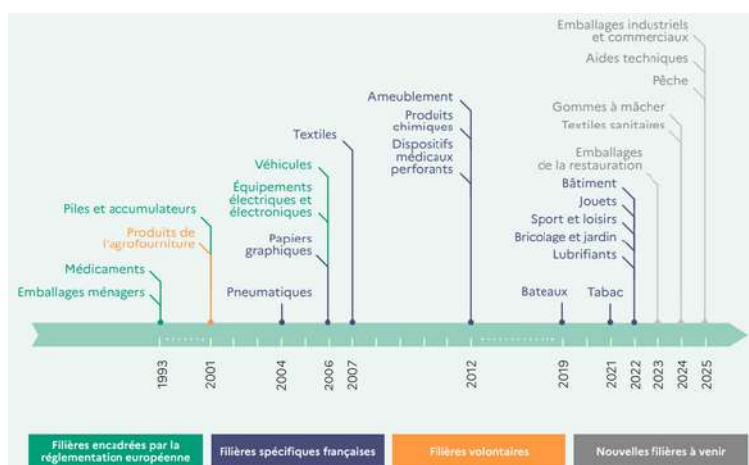 Emballages industriels
et commerciaux
Aides techniques
Pêche
Ameublement
Gommes à mâcher
Produits
chimiques
Textiles sanitaires
Textiles
Dispositifs
médicaux
perforants
Emballages
de la restauration
Véhicules
Bâtiment
Équipements
électriques et
électroniques
Jouets
Piles et accumulateurs
Sport et loisirs
Produits de
l'agrofourniture
Papiers
graphiques
Bricolage et jardin
Lubrifiants
Médicaments
Emballages ménagers
Pneumatiques
Bateaux
Tabac
1993
2001
2004
2006
2007
2012
2019
2021
2022
2023
2024
2025
Filières encadrées par la
réglementation européenne
Filières spécifiques françaises
Filières volontaires
Nouvelles filières à venir